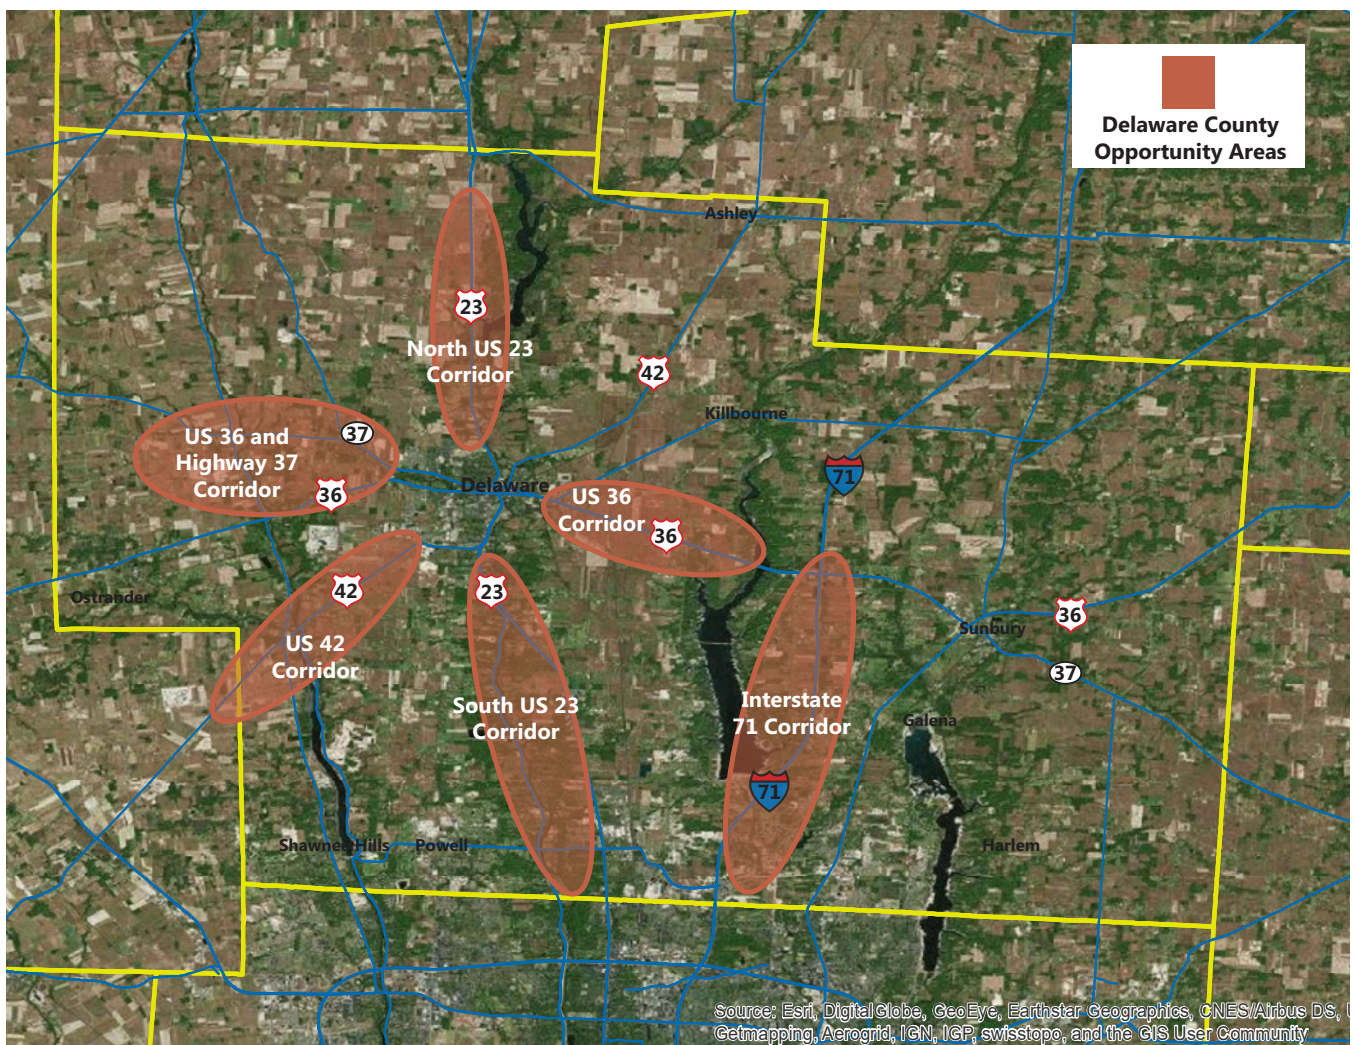 Delaware County
Opportunity Areas
Ashley
23
North US 23
Corridor
42
Killbourne
37
US 36 and
Highway 37
Corridor
36
71
Delaware
US 36
Corridor
36
42
23
Ostrander
36
Sunbury
US 42
Corridor
37
South US 23
Corridor
Interstate
71 Corridor
Galena
71
Shawnee Hills
Powell
Harlem
Source: Esri, DigitalGlobe, GeoEye, Earthstar Geographics, CNES/Airbus DS,
Getmapping, Aerogrid, IGN, IGP, swisstopo, and the GIS User Community